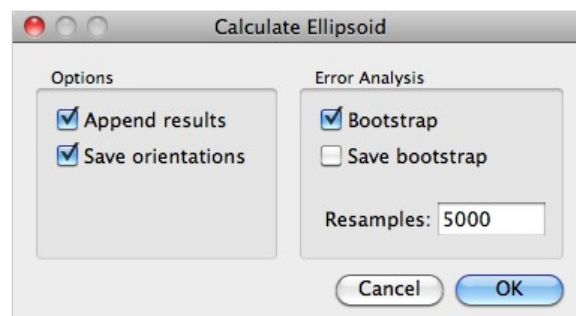 Calculate Ellipsoid
Options
Append results
Save orientations
Error Analysis
Bootstrap
Save bootstrap
Resamples: 5000
Cancel
OK